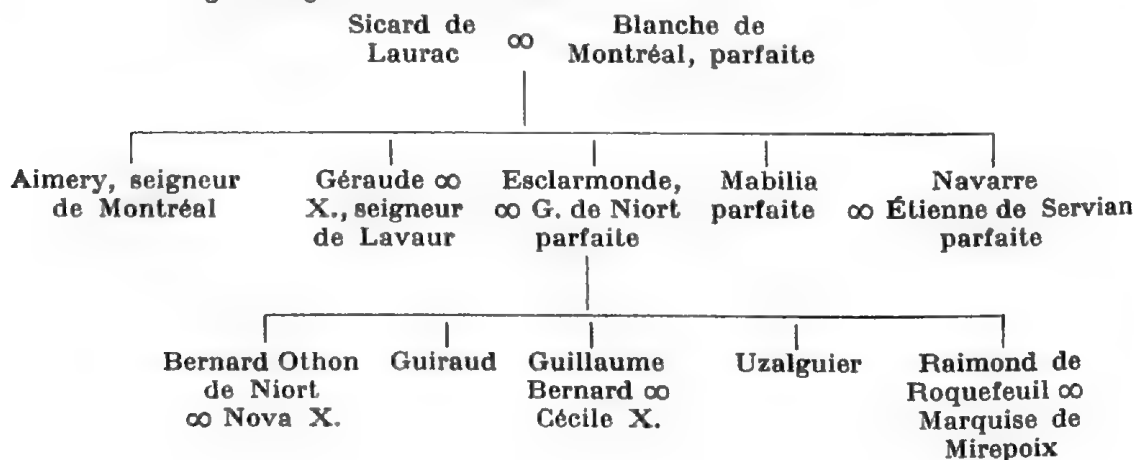 Sicard de
Laurac
∞
Blanche de
Montréal, parfaite
Aimery, seigneur
de Montréal
Géraude ∞
X., seigneur
de Lavaur
Esclarmonde,
∞ G. de Niort
parfaite
Mabilia
parfaite
Navarre
∞ Étienne de Servian
parfaite
Bernard Othon
de Niort
∞ Nova X.
Guiraud
Guillaume
Bernard ∞
Cécile X.
Uzalguier
Raimond de
Roquefeuil ∞
Marquise de
Mirepoix